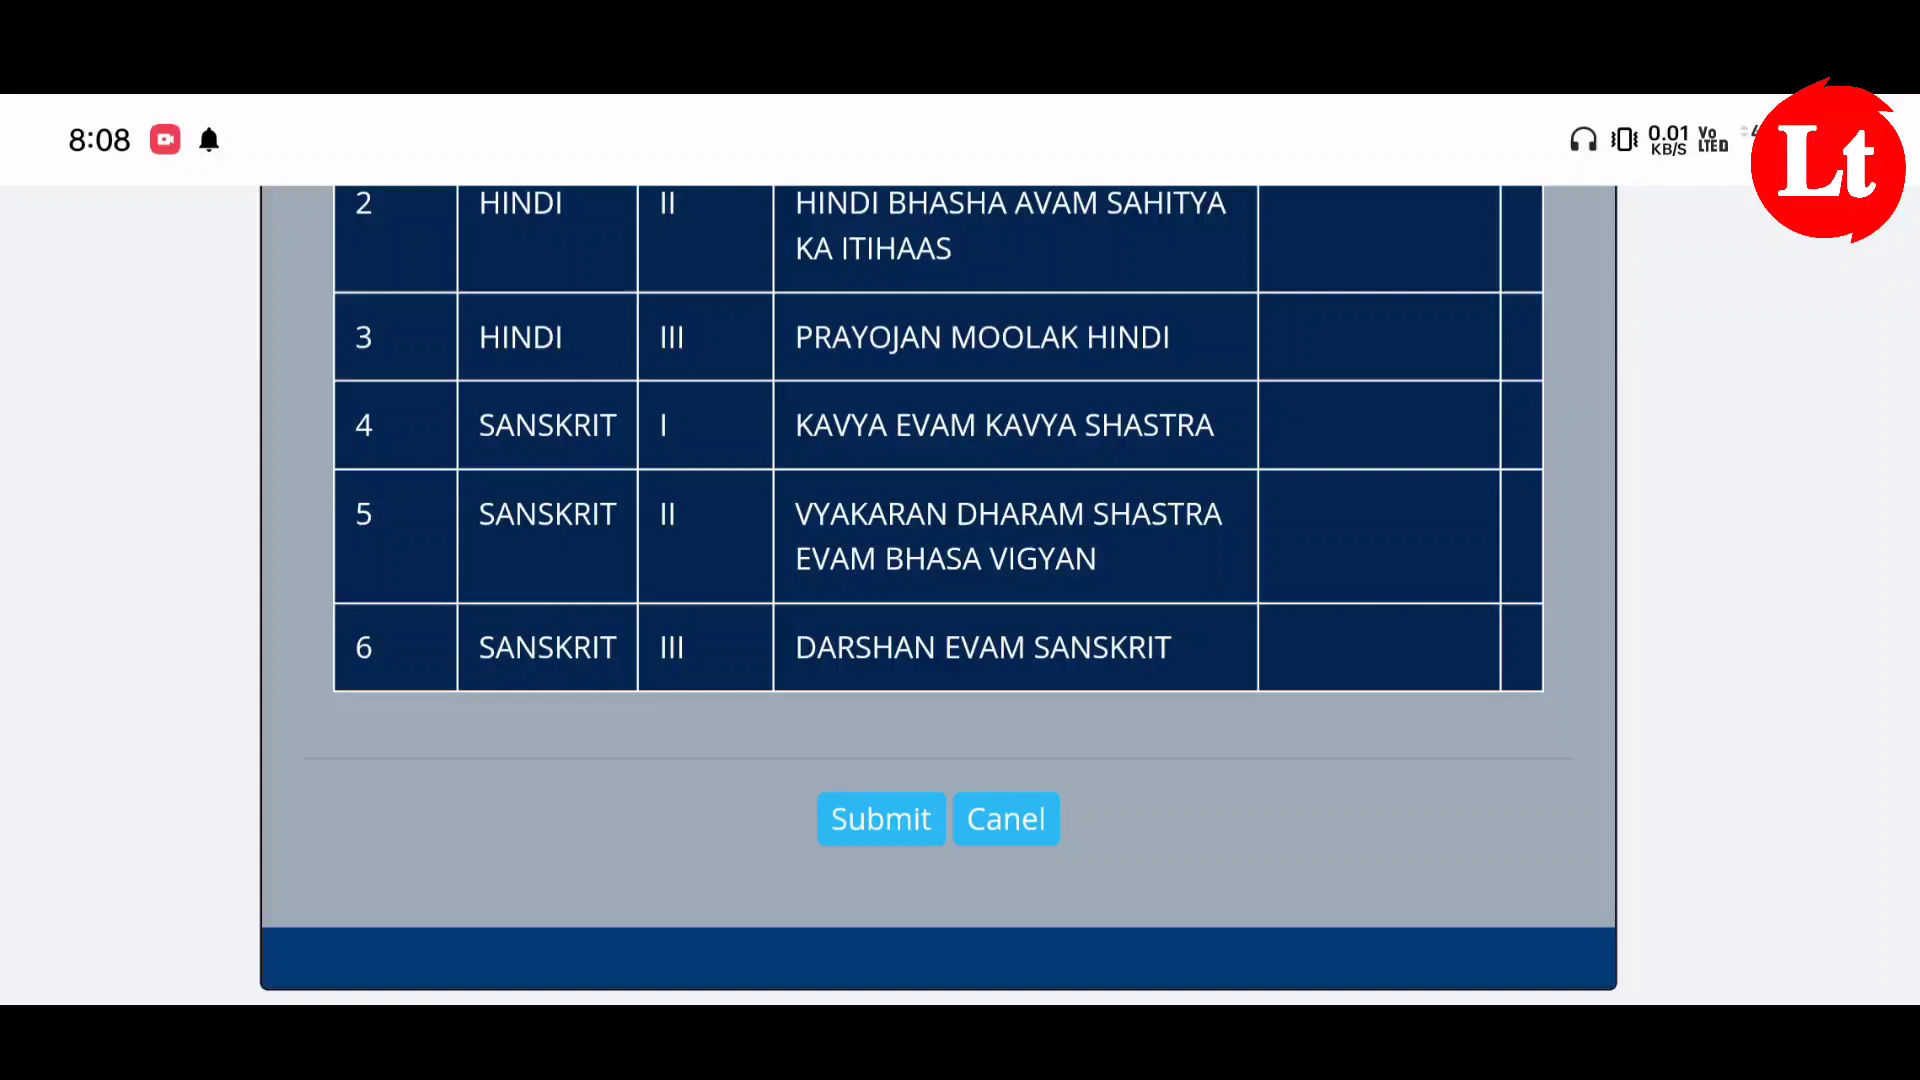 8:08 0.01 KB/S Vo LTED 4
Lt
2 HINDI II HINDI BHASHA AVAM SAHITYA
KA ITIHAAS
3 HINDI III PRAYOJAN MOOLAK HINDI
4 SANSKRIT I KAVYA EVAM KAVYA SHASTRA
5 SANSKRIT II VYAKARAN DHARAM SHASTRA
EVAM BHASA VIGYAN
6 SANSKRIT III DARSHAN EVAM SANSKRIT
Submit Canel